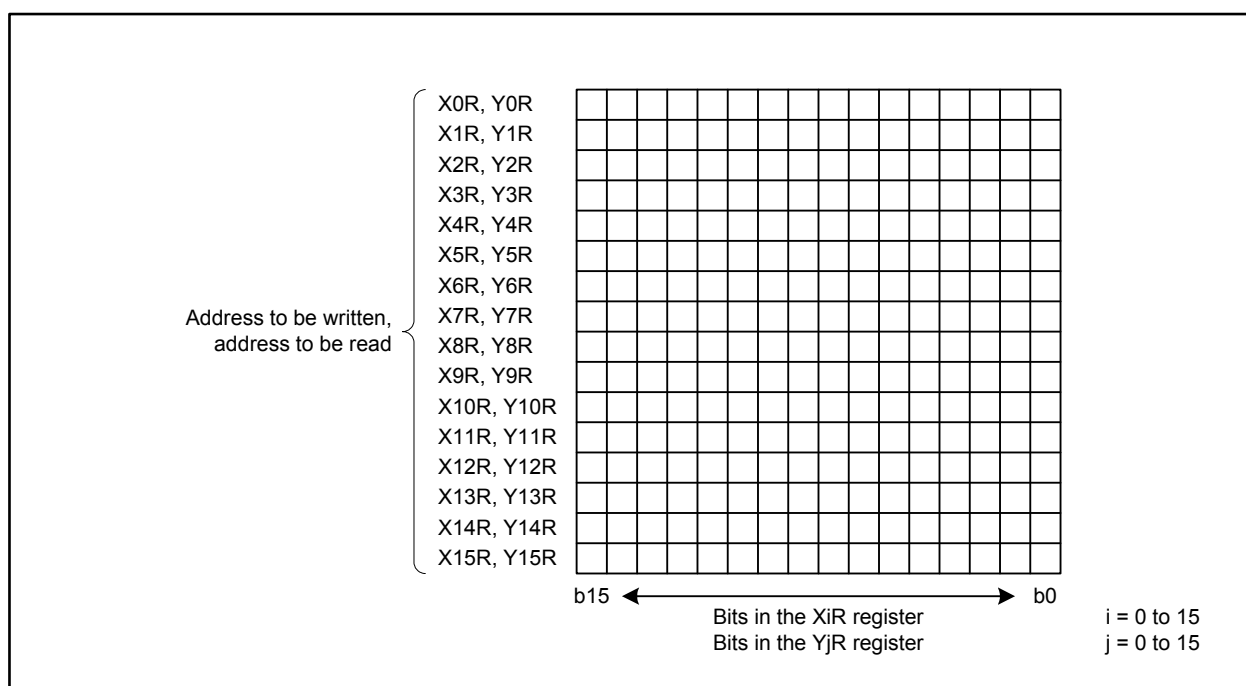 X0R, Y0R
X1R, Y1R
X2R, Y2R
X3R, Y3R
X4R, Y4R
X5R, Y5R
X6R, Y6R
X7R, Y7R
X8R, Y8R
X9R, Y9R
X10R, Y10R
X11R, Y11R
X12R, Y12R
X13R, Y13R
X14R, Y14R
X15R, Y15R
Address to be written,
address to be read
b15 b0
Bits in the XiR register i = 0 to 15
Bits in the YjR register j = 0 to 15